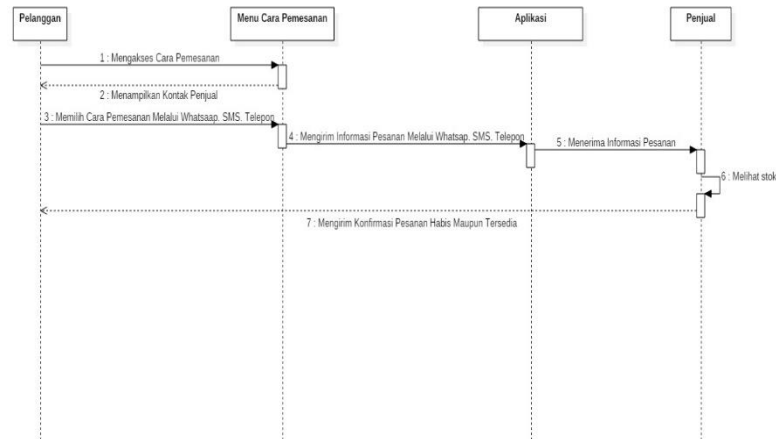 Pelanggan
Menu Cara Pemesanan
Aplikasi
Penjual
1 : Mengakses Cara Pemesanan
2 : Menampilkan Kontak Penjual
3 : Memilih Cara Pemesanan Melalui Whatsaap. SMS. Telepon
4 : Mengirim Informasi Pesanan Melalui Whatsap. SMS. Telepon
5 : Menerima Informasi Pesanan
6 : Melihat stok
7 : Mengirim Konfirmasi Pesanan Habis Maupun Tersedia